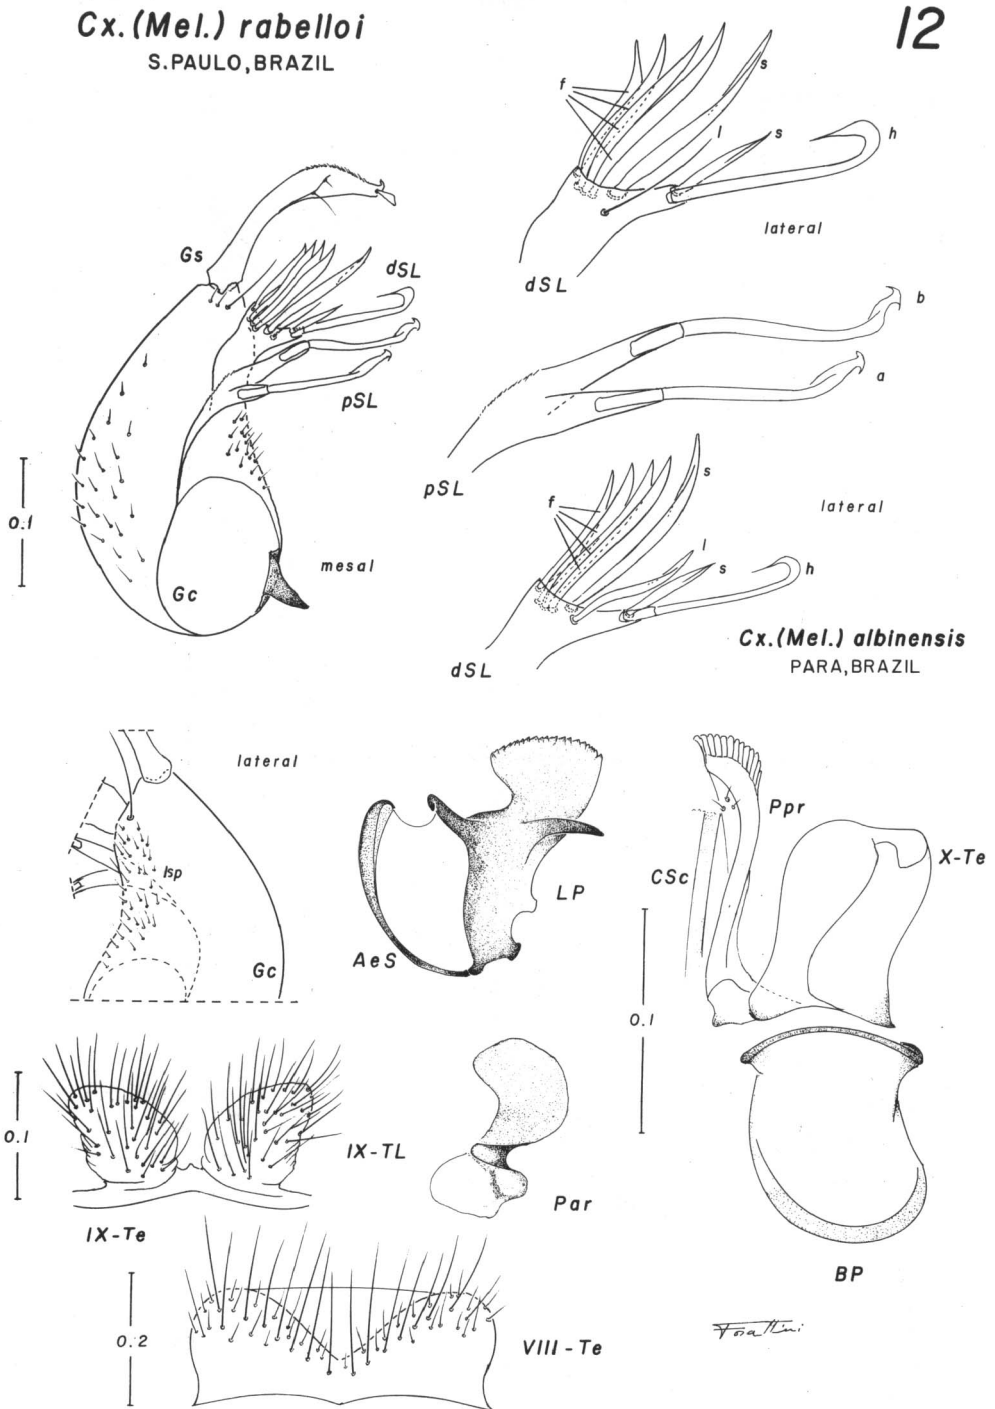 Cx.(Mel.) rabelloi
S.PAULO, BRAZIL
12
f
s
l
s
h
lateral
dSL
Gs
dSL
pSL
b
a
pSL
0.1
mesal
Gc
f
s
l
s
h
lateral
dSL
Cx.(Mel.) albinensis
PARA, BRAZIL
lateral
lsp
Gc
AeS
LP
Ppr
CSc
X-Te
0.1
0.1
IX-TL
IX-Te
Par
BP
0.2
VIII-Te
Forattini